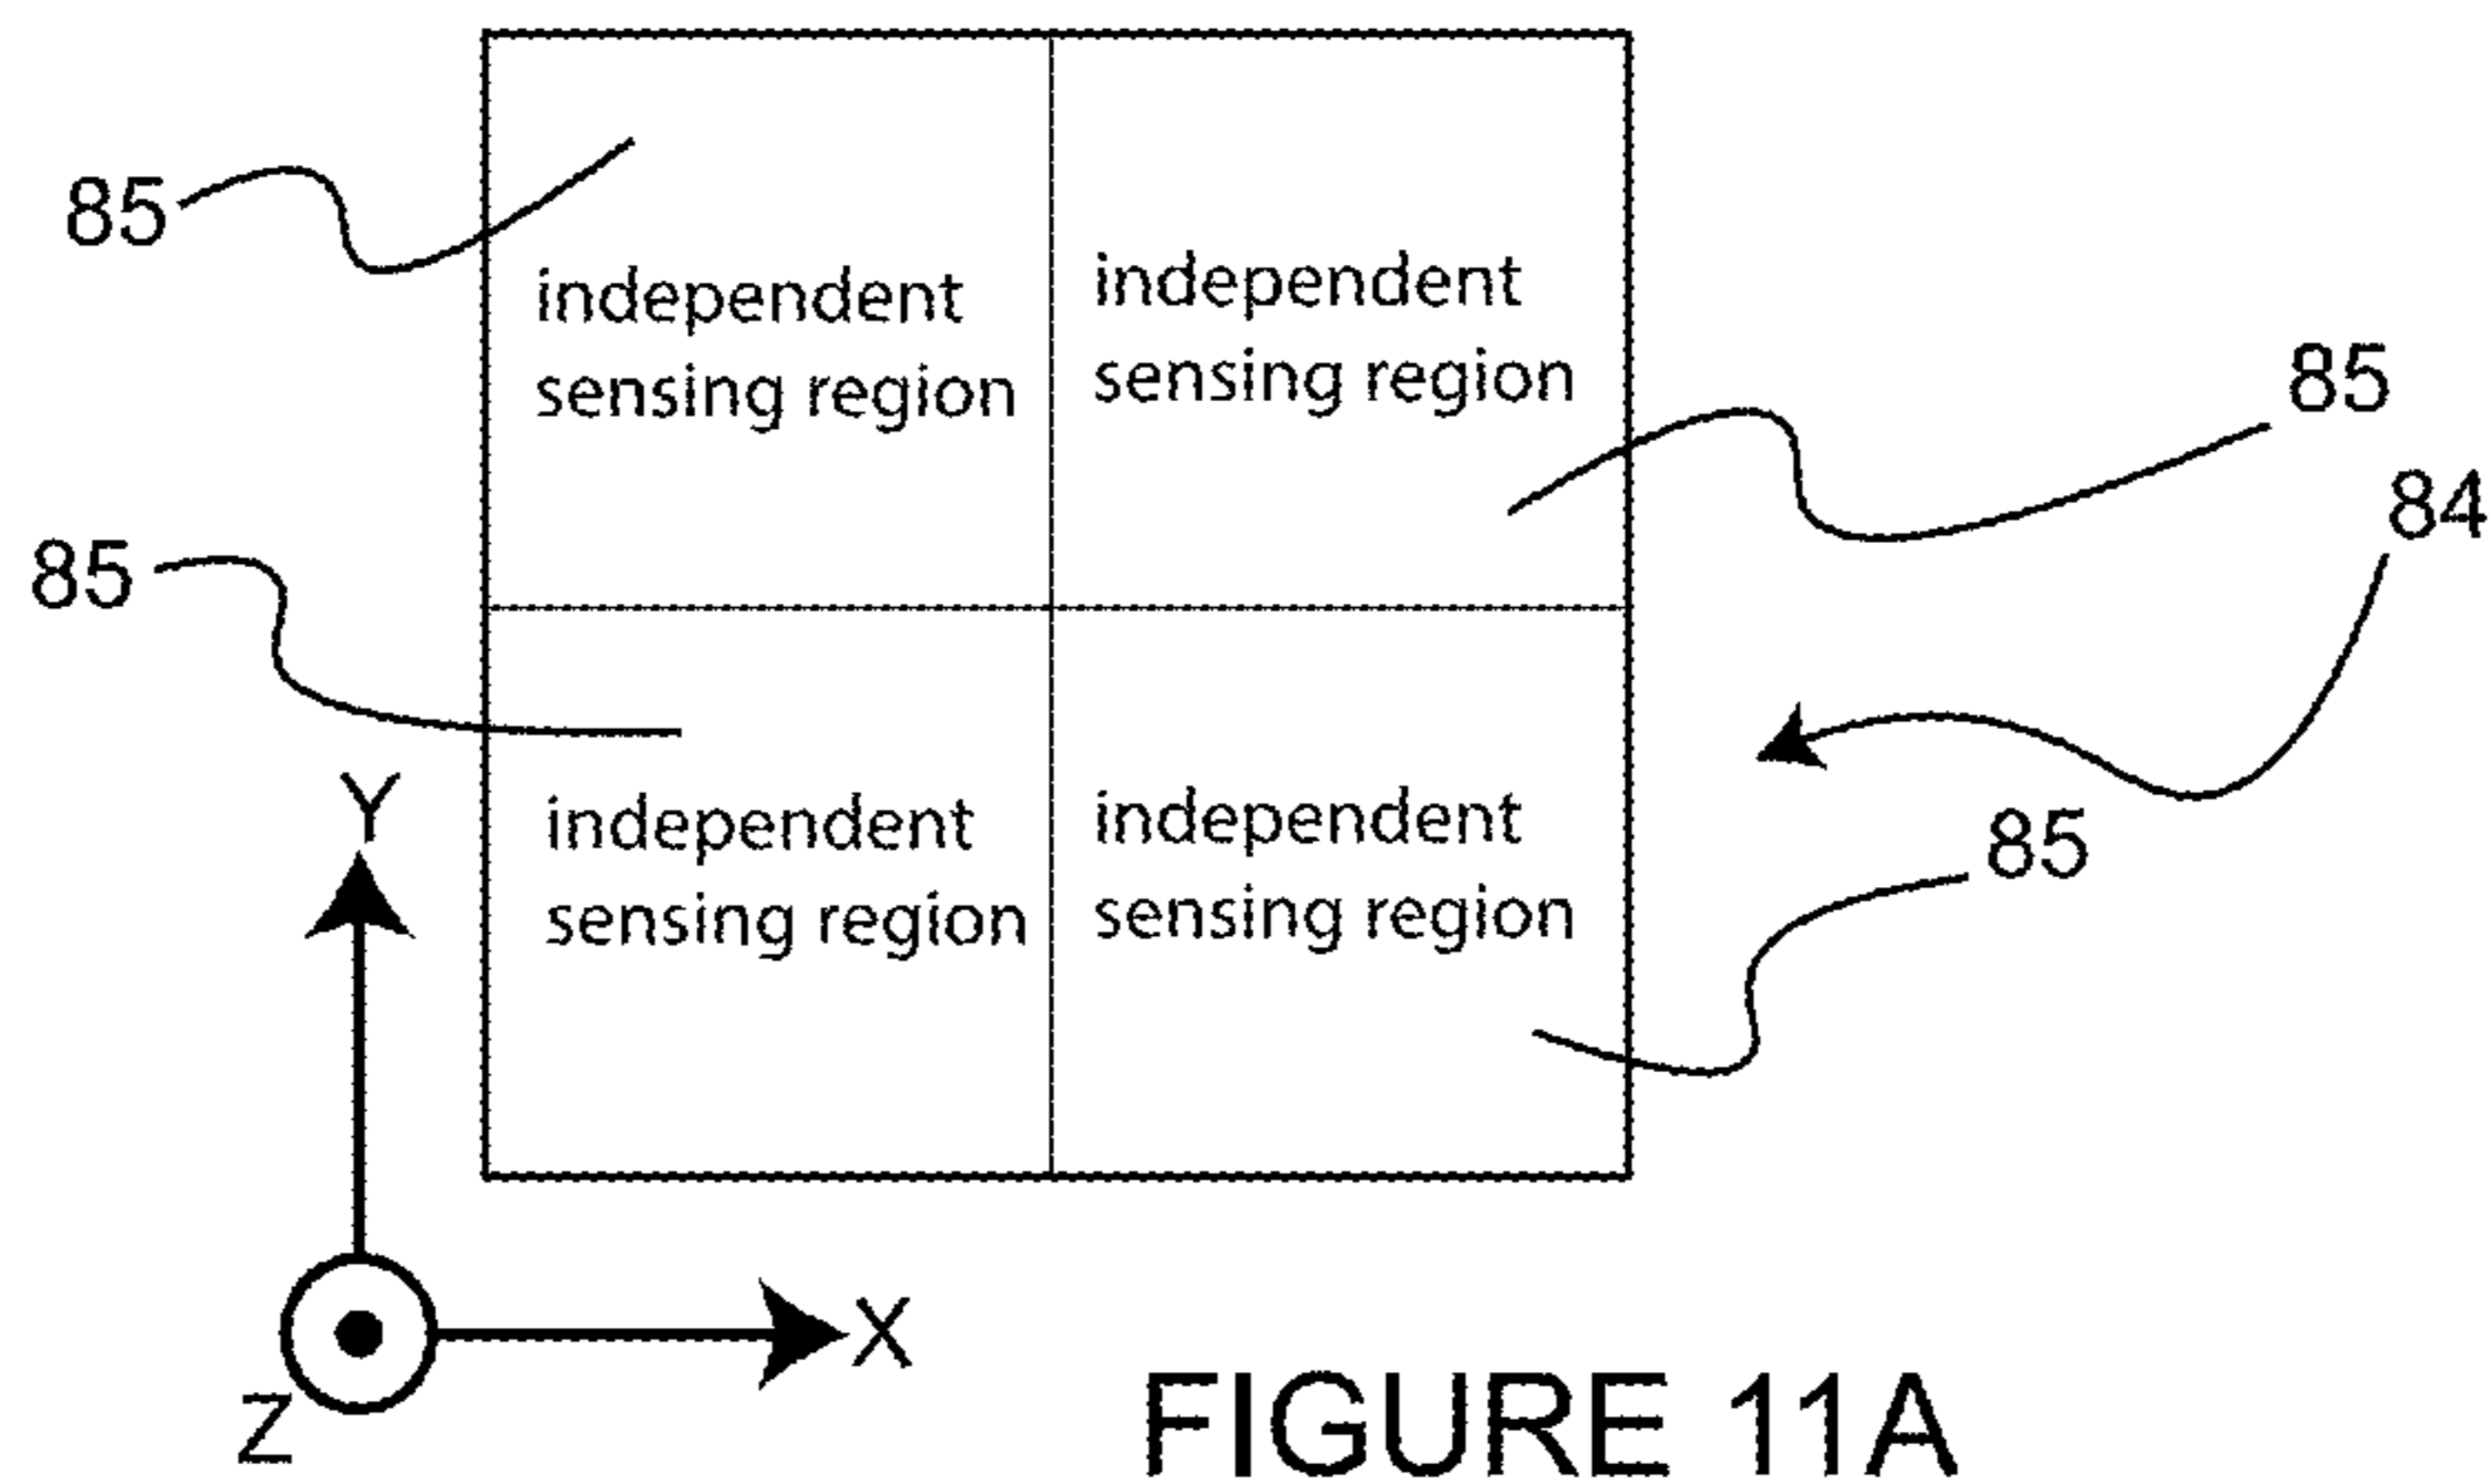 85
independent
sensing region
independent
sensing region
85
84
85
independent
sensing region
independent
sensing region
85
Y
X
Z
FIGURE 11A